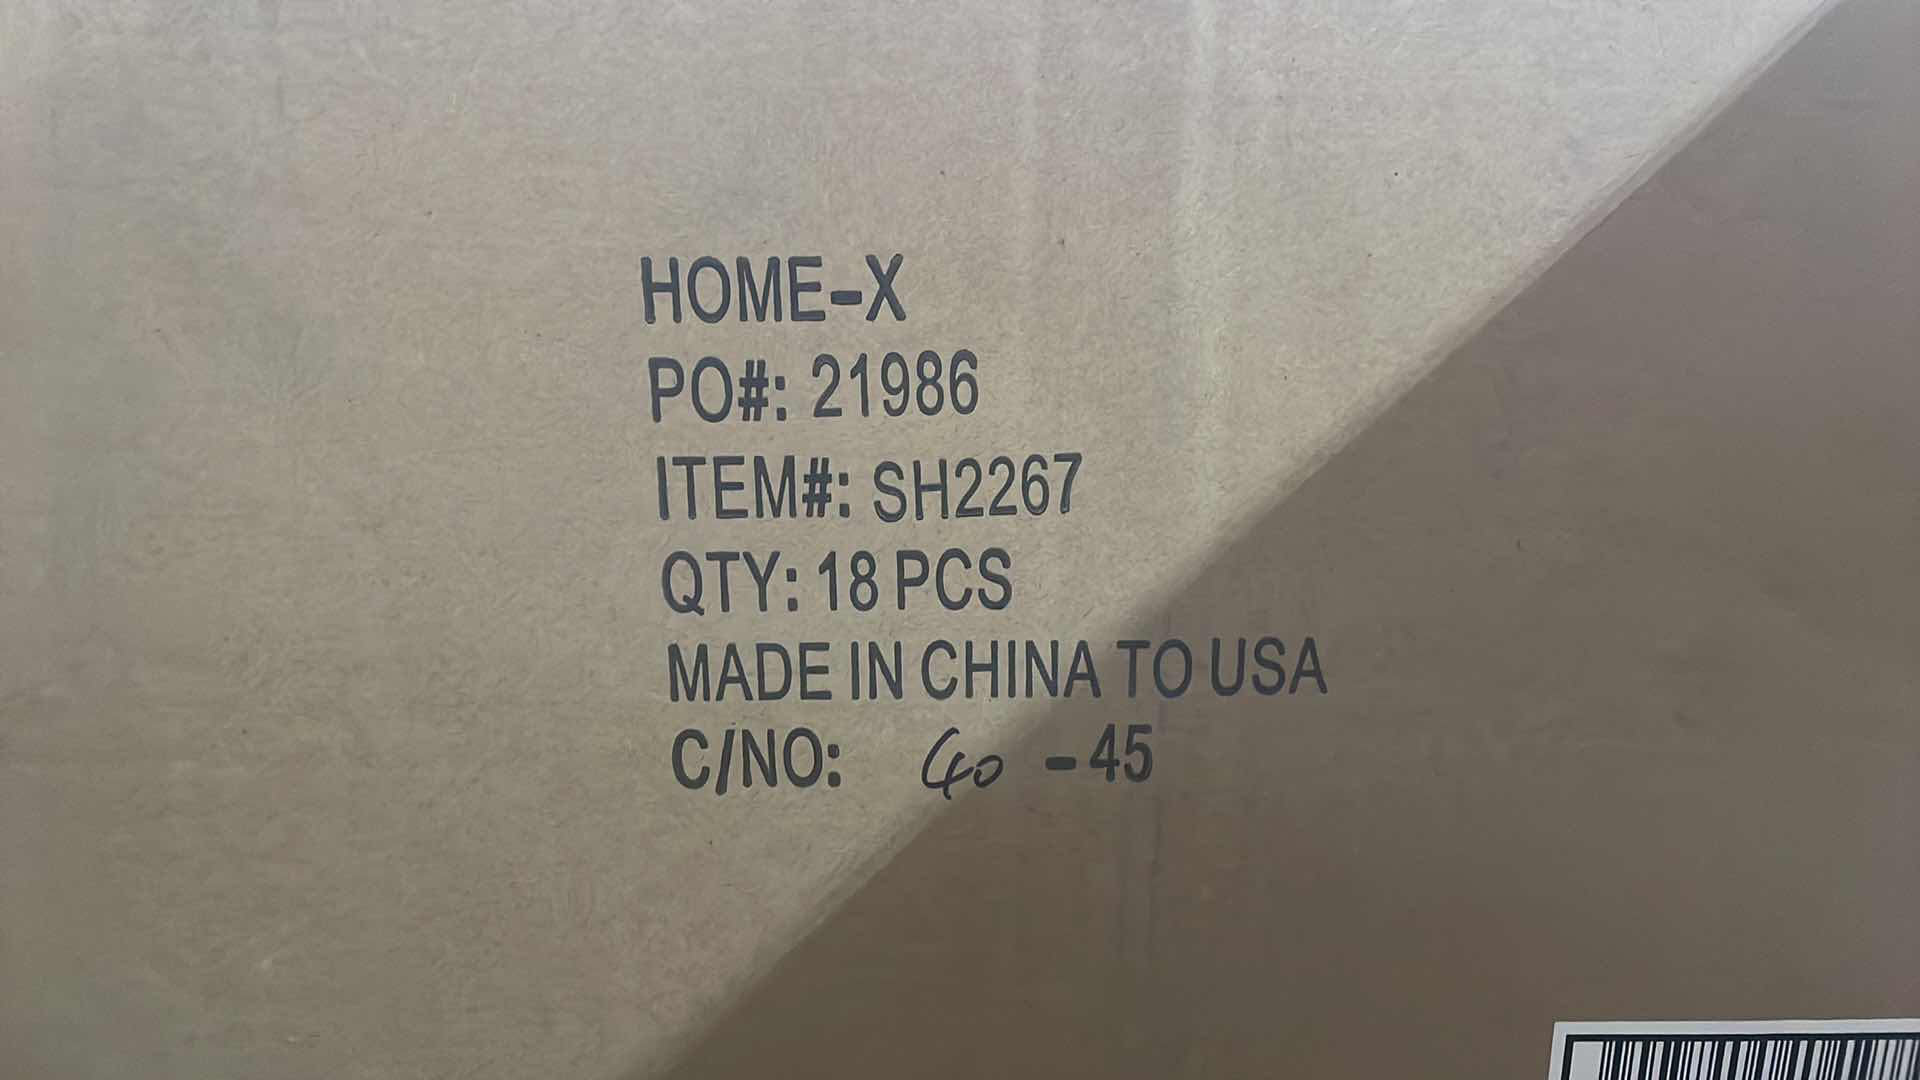 HOME-X
PO#: 21986
ITEM#: SH2267
QTY: 18 PCS
MADE IN CHINA TO USA
C/NO: 40 -45